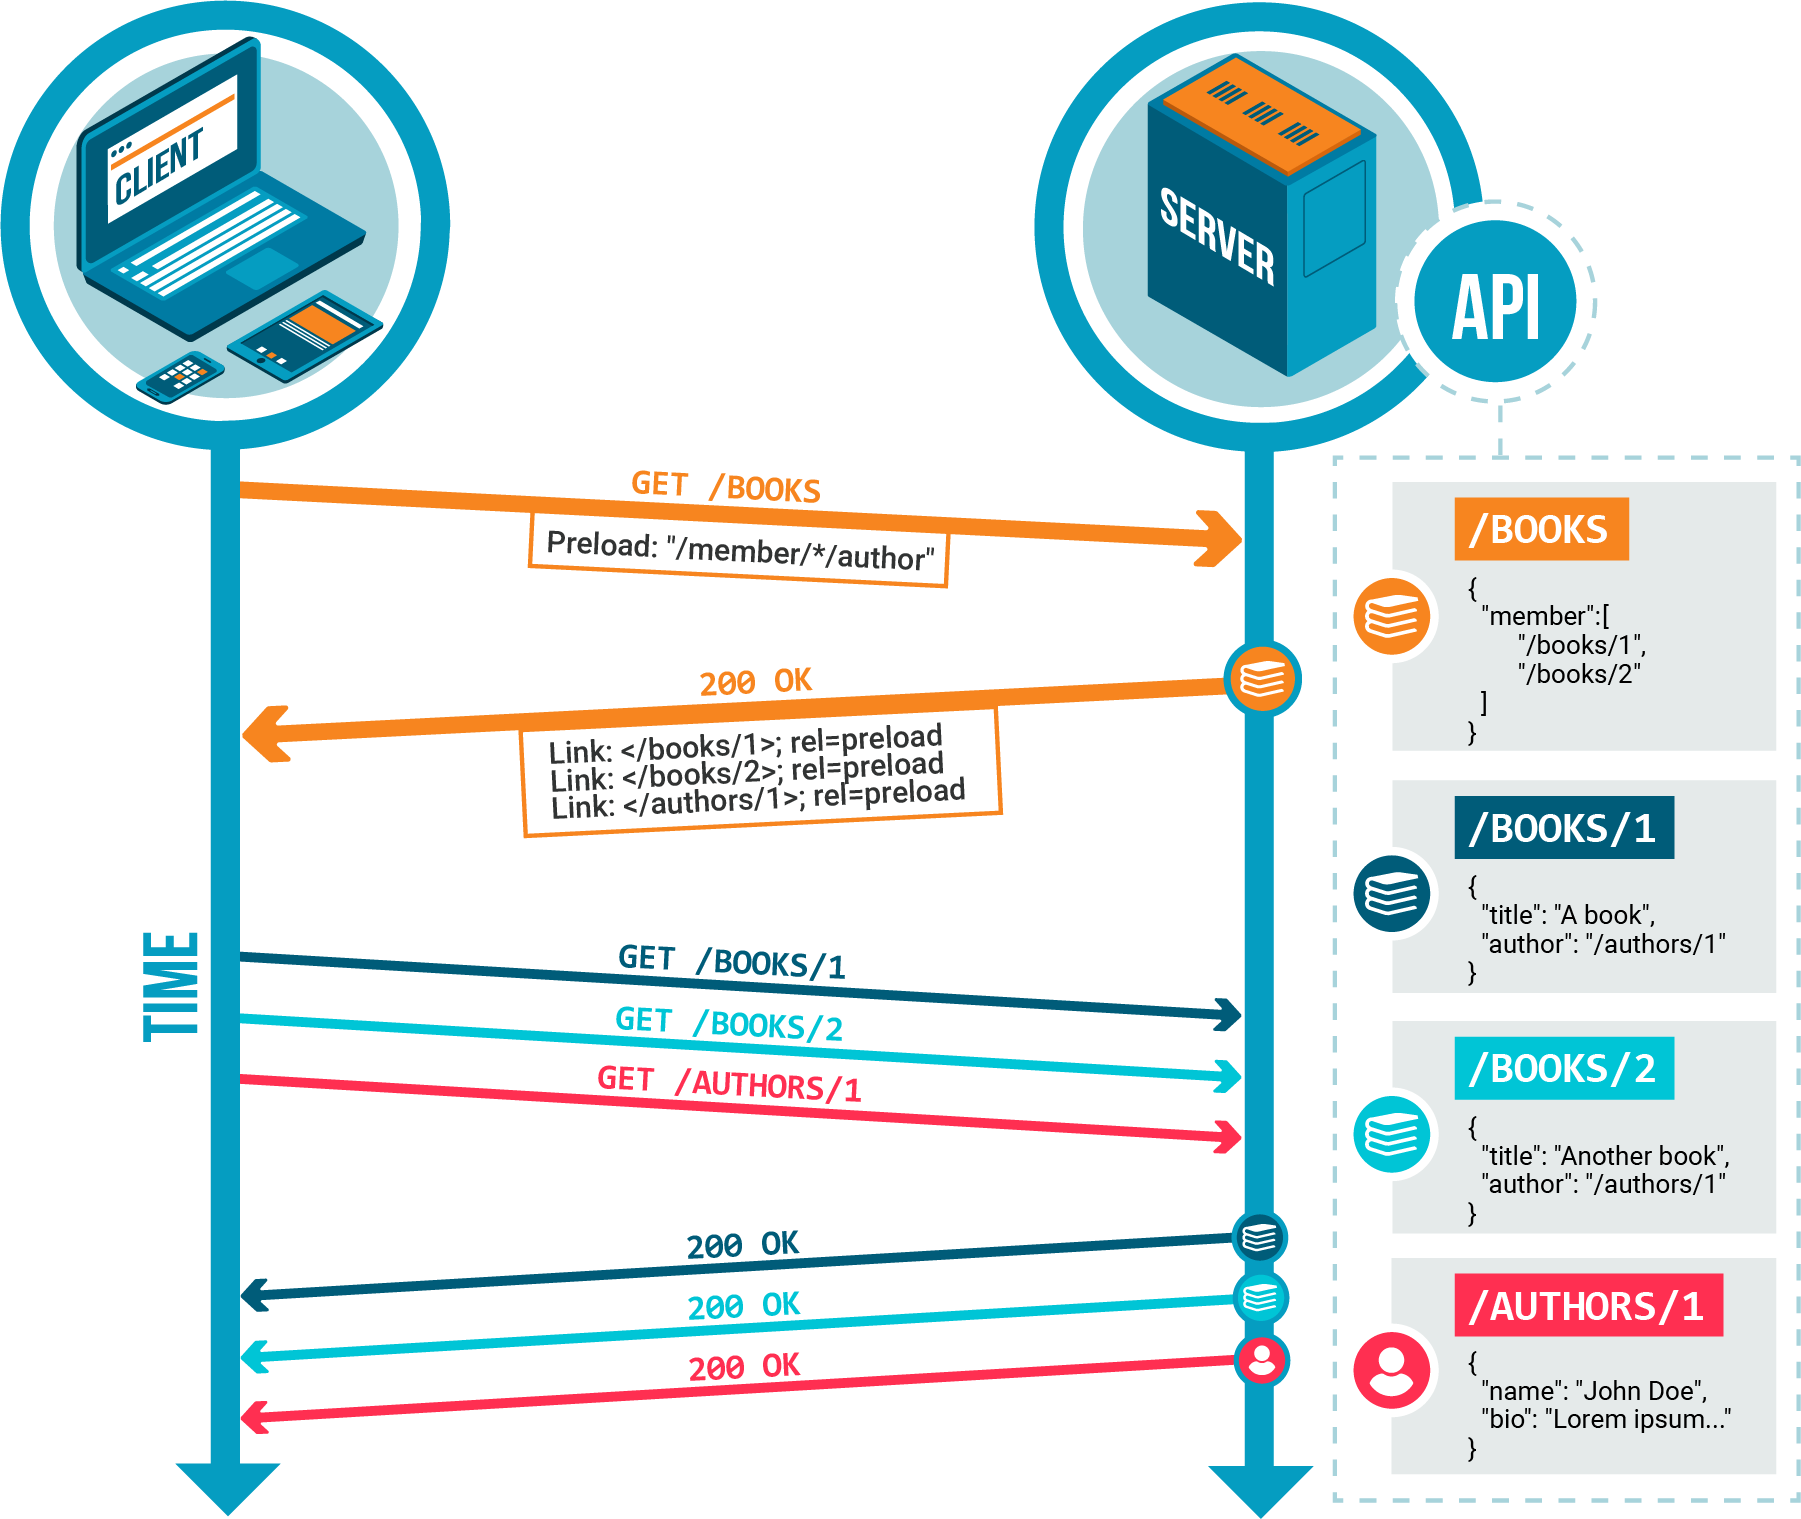 CLIENT
SERVER
API
GET /BOOKS
Preload: "/member/*/author"
200 OK
Link: </books/1>; rel=preload
Link: </books/2>; rel=preload
Link: </authors/1>; rel=preload
TIME
GET /BOOKS/1
GET /BOOKS/2
GET /AUTHORS/1
200 OK
200 OK
200 OK
/BOOKS
{
"member":[
"/books/1",
"/books/2"
]
}
/BOOKS/1
{
"title": "A book",
"author": "/authors/1"
}
/BOOKS/2
{
"title": "Another book",
"author": "/authors/1"
}
/AUTHORS/1
{
"name": "John Doe",
"bio": "Lorem ipsum..."
}